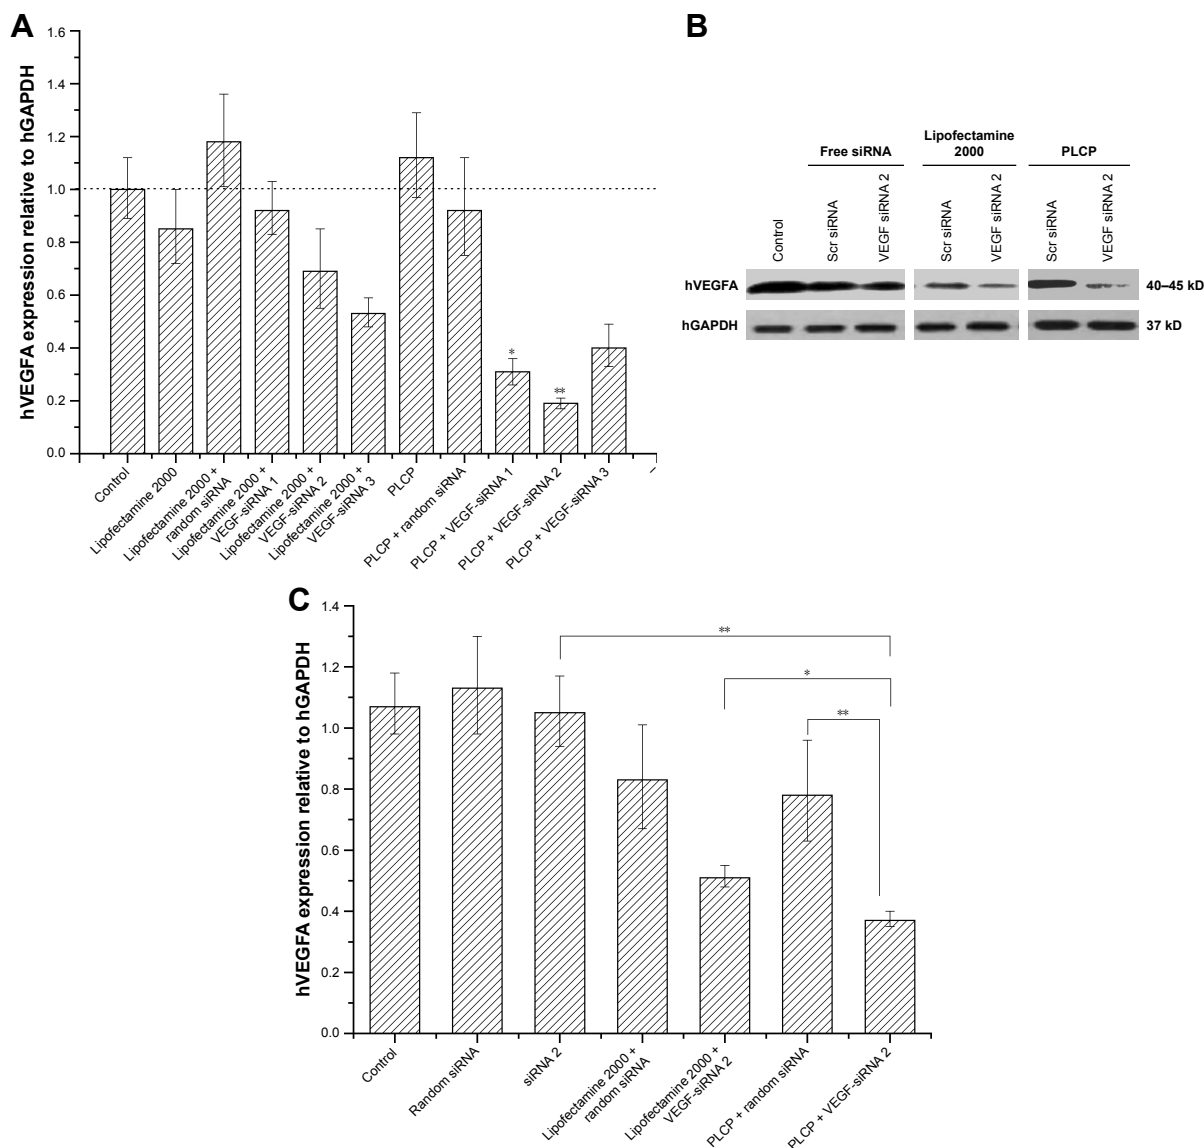 A
hVEGFA expression relative to hGAPDH
1.6
1.4
1.2
1.0
0.8
0.6
0.4
0.2
0.0
*
**
Control
Lipofectamine 2000
Lipofectamine 2000 +
random siRNA
Lipofectamine 2000 +
VEGF-siRNA 1
Lipofectamine 2000 +
VEGF-siRNA 2
Lipofectamine 2000 +
VEGF-siRNA 3
PLCP
PLCP + random siRNA
PLCP + VEGF-siRNA 1
PLCP + VEGF-siRNA 2
PLCP + VEGF-siRNA 3
–
B
Free siRNA
Lipofectamine
2000
PLCP
Control
Scr siRNA
VEGF siRNA 2
Scr siRNA
VEGF siRNA 2
Scr siRNA
VEGF siRNA 2
hVEGFA
40–45 kD
hGAPDH
37 kD
C
hVEGFA expression relative to hGAPDH
1.4
1.2
1.0
0.8
0.6
0.4
0.2
0.0
**
*
**
Control
Random siRNA
siRNA 2
Lipofectamine 2000 +
random siRNA
Lipofectamine 2000 +
VEGF-siRNA 2
PLCP + random siRNA
PLCP + VEGF-siRNA 2